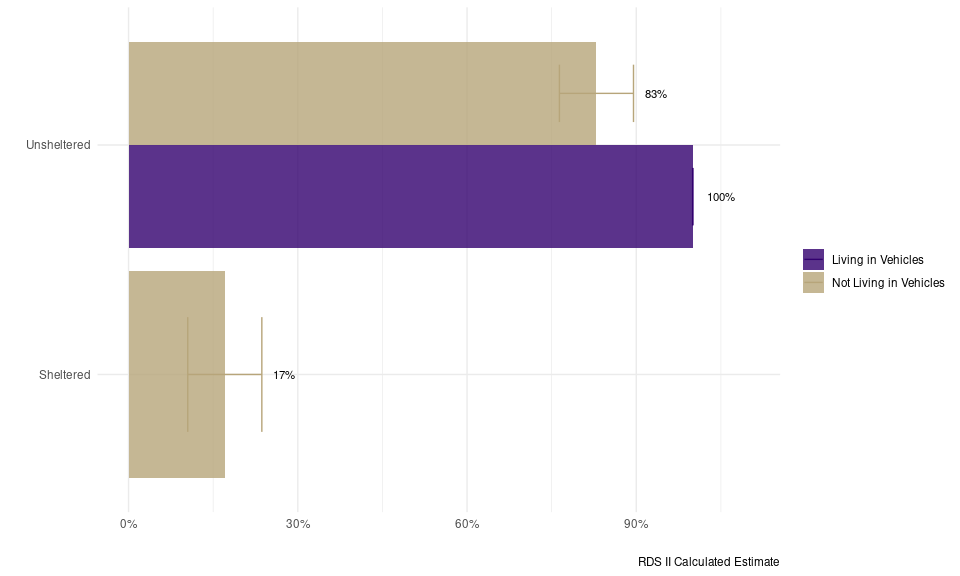 83%
Unsheltered
100%
Living in Vehicles
Not Living in Vehicles
Sheltered
17%
0%
30%
60%
90%
RDS II Calculated Estimate